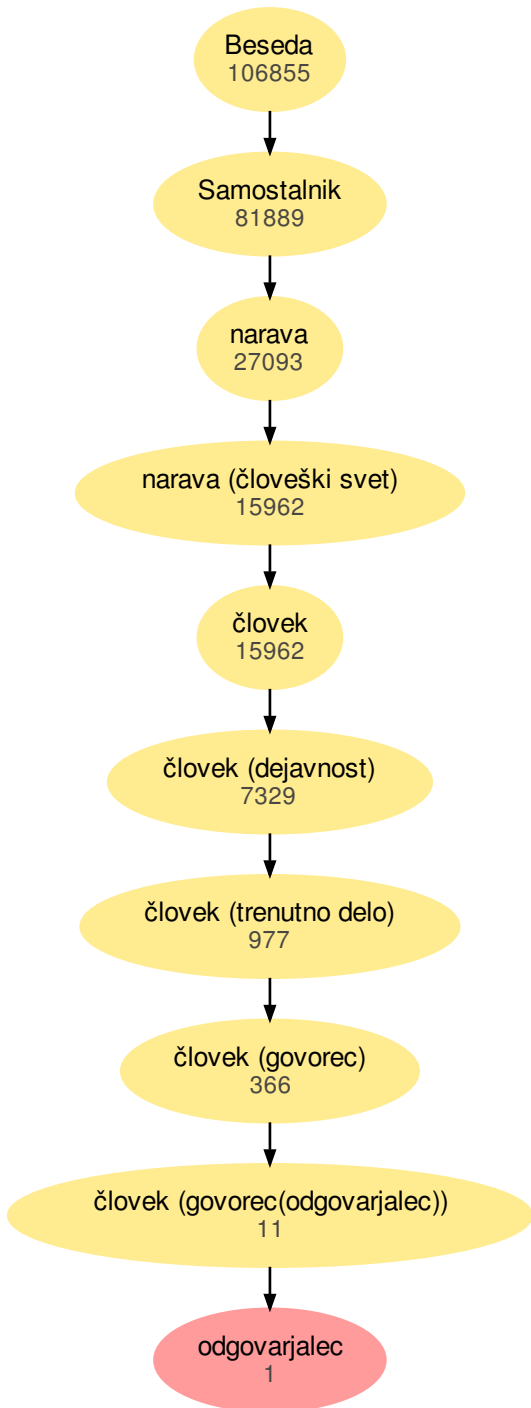 Beseda
106855
Samostalnik
81889
narava
27093
narava (človeški svet)
15962
človek
15962
človek (dejavnost)
7329
človek (trenutno delo)
977
človek (govorec)
366
človek (govorec(odgovarjalec))
11
odgovarjalec
1